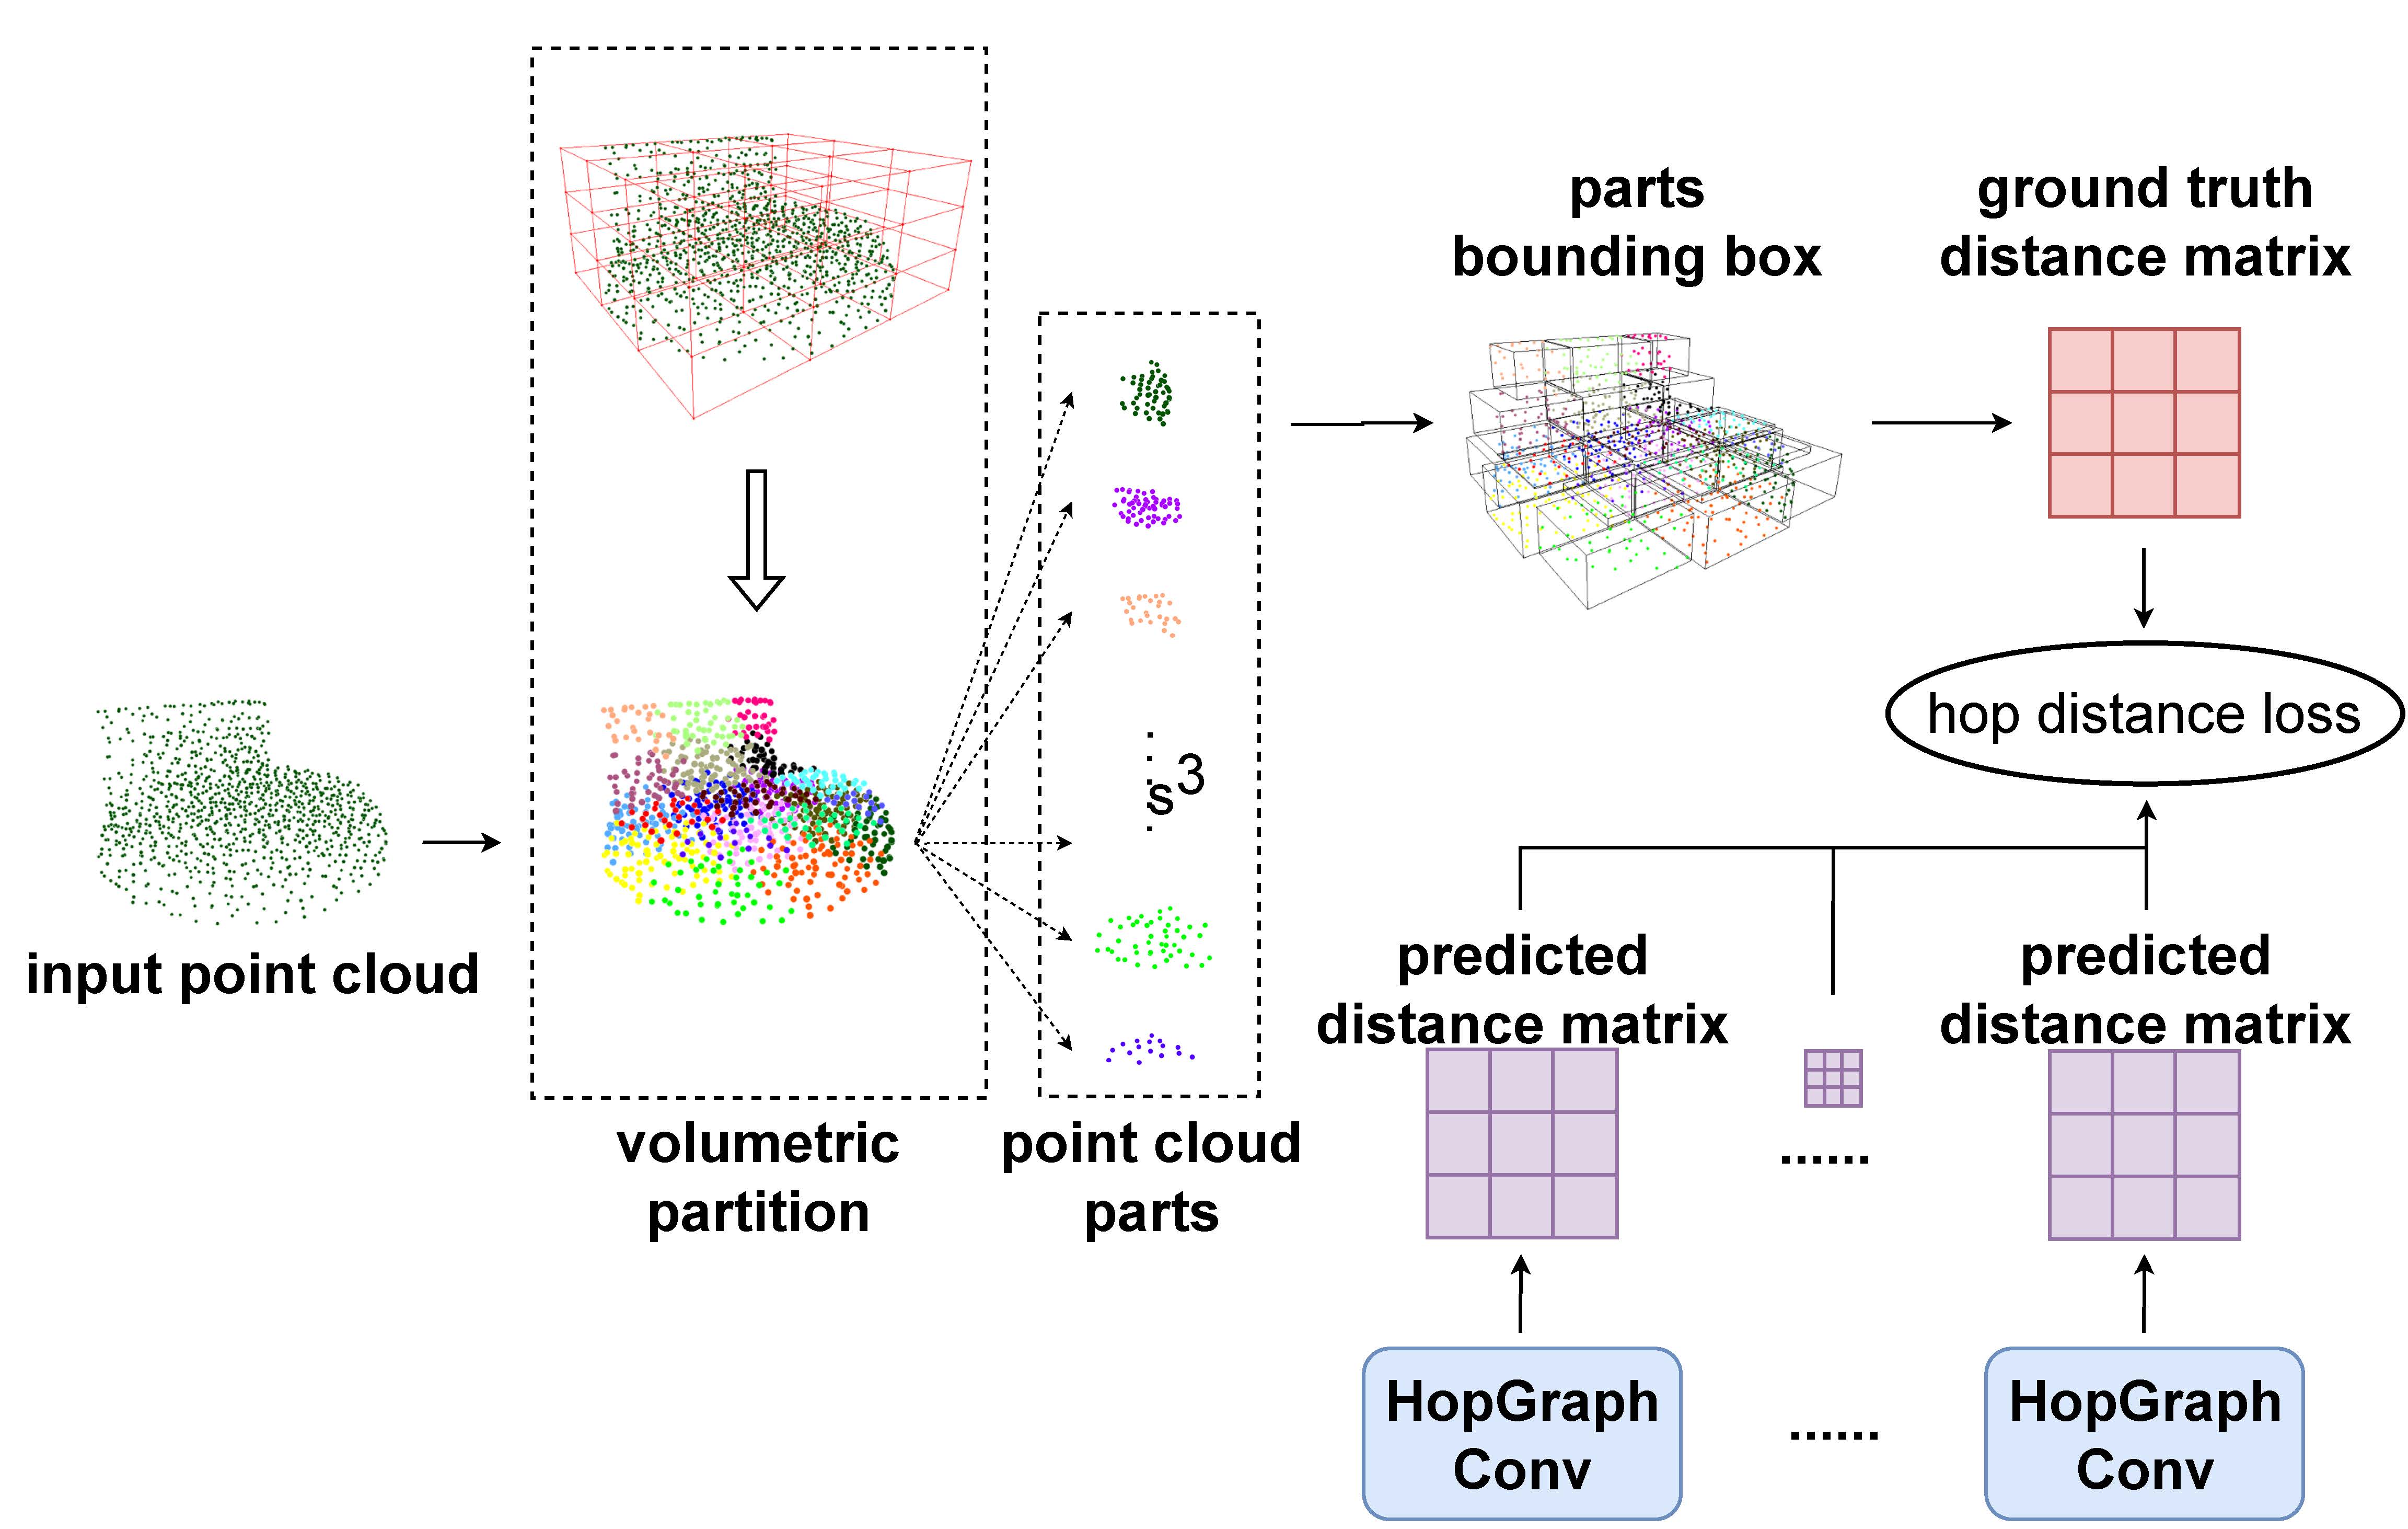 parts
bounding box
ground truth
distance matrix
s3
hop distance loss
input point cloud
predicted
distance matrix
predicted
distance matrix
volumetric
partition
point cloud
parts
......
HopGraph
Conv
......
HopGraph
Conv